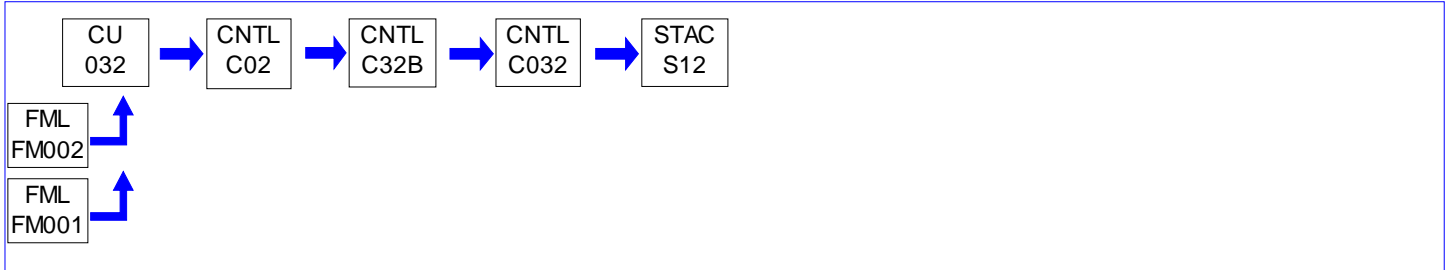 CU
032
CNTL
C02
CNTL
C32B
CNTL
C032
STAC
S12
FML
FM002
FML
FM001